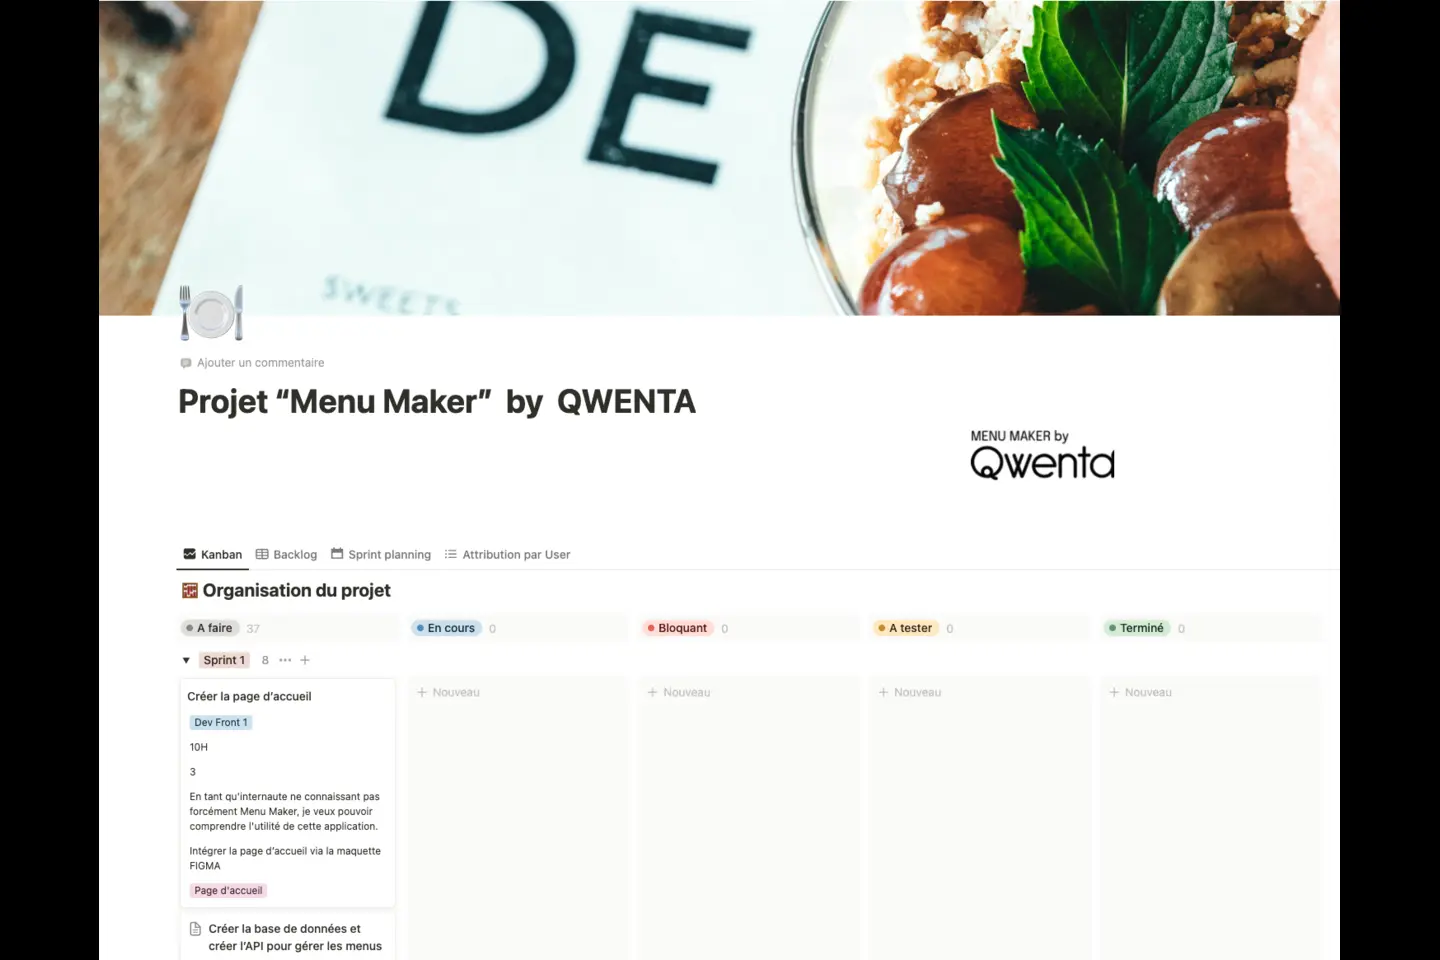 DE
SWEETS
Ajouter un commentaire
Projet “Menu Maker” by QWENTA
MENU MAKER by
Qwenta
Kanban Backlog Sprint planning Attribution par User
Organisation du projet
A faire 37 En cours 0 Bloquant 0 A tester 0 Terminé 0
Sprint 1 8 ··· +
Créer la page d’accueil
+ Nouveau + Nouveau + Nouveau + Nouveau
Dev Front 1
10H
3
En tant qu'internaute ne connaissant pas
forcément Menu Maker, je veux pouvoir
comprendre l'utilité de cette application.
Intégrer la page d’accueil via la maquette
FIGMA
Page d'accueil
Créer la base de données et
créer l’API pour gérer les menus